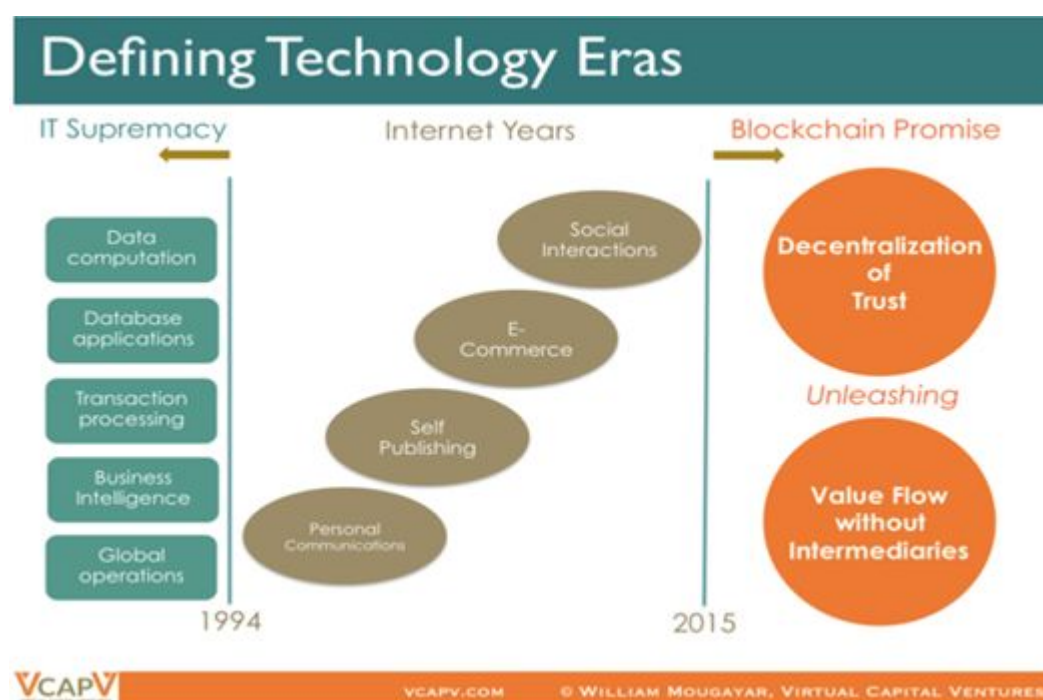 Defining Technology Eras
IT Supremacy
Internet Years
Blockchain Promise
Data
computation
Database
applications
Transaction
processing
Business
Intelligence
Global
operations
Social
Interactions
E-
Commerce
Self
Publishing
Personal
Communications
Decentralization
of
Trust
Unleashing
Value Flow
without
Intermediaries
1994
2015
VCAPV
VCAPV.COM
© WILLIAM MOUGAYAR, VIRTUAL CAPITAL VENTURES